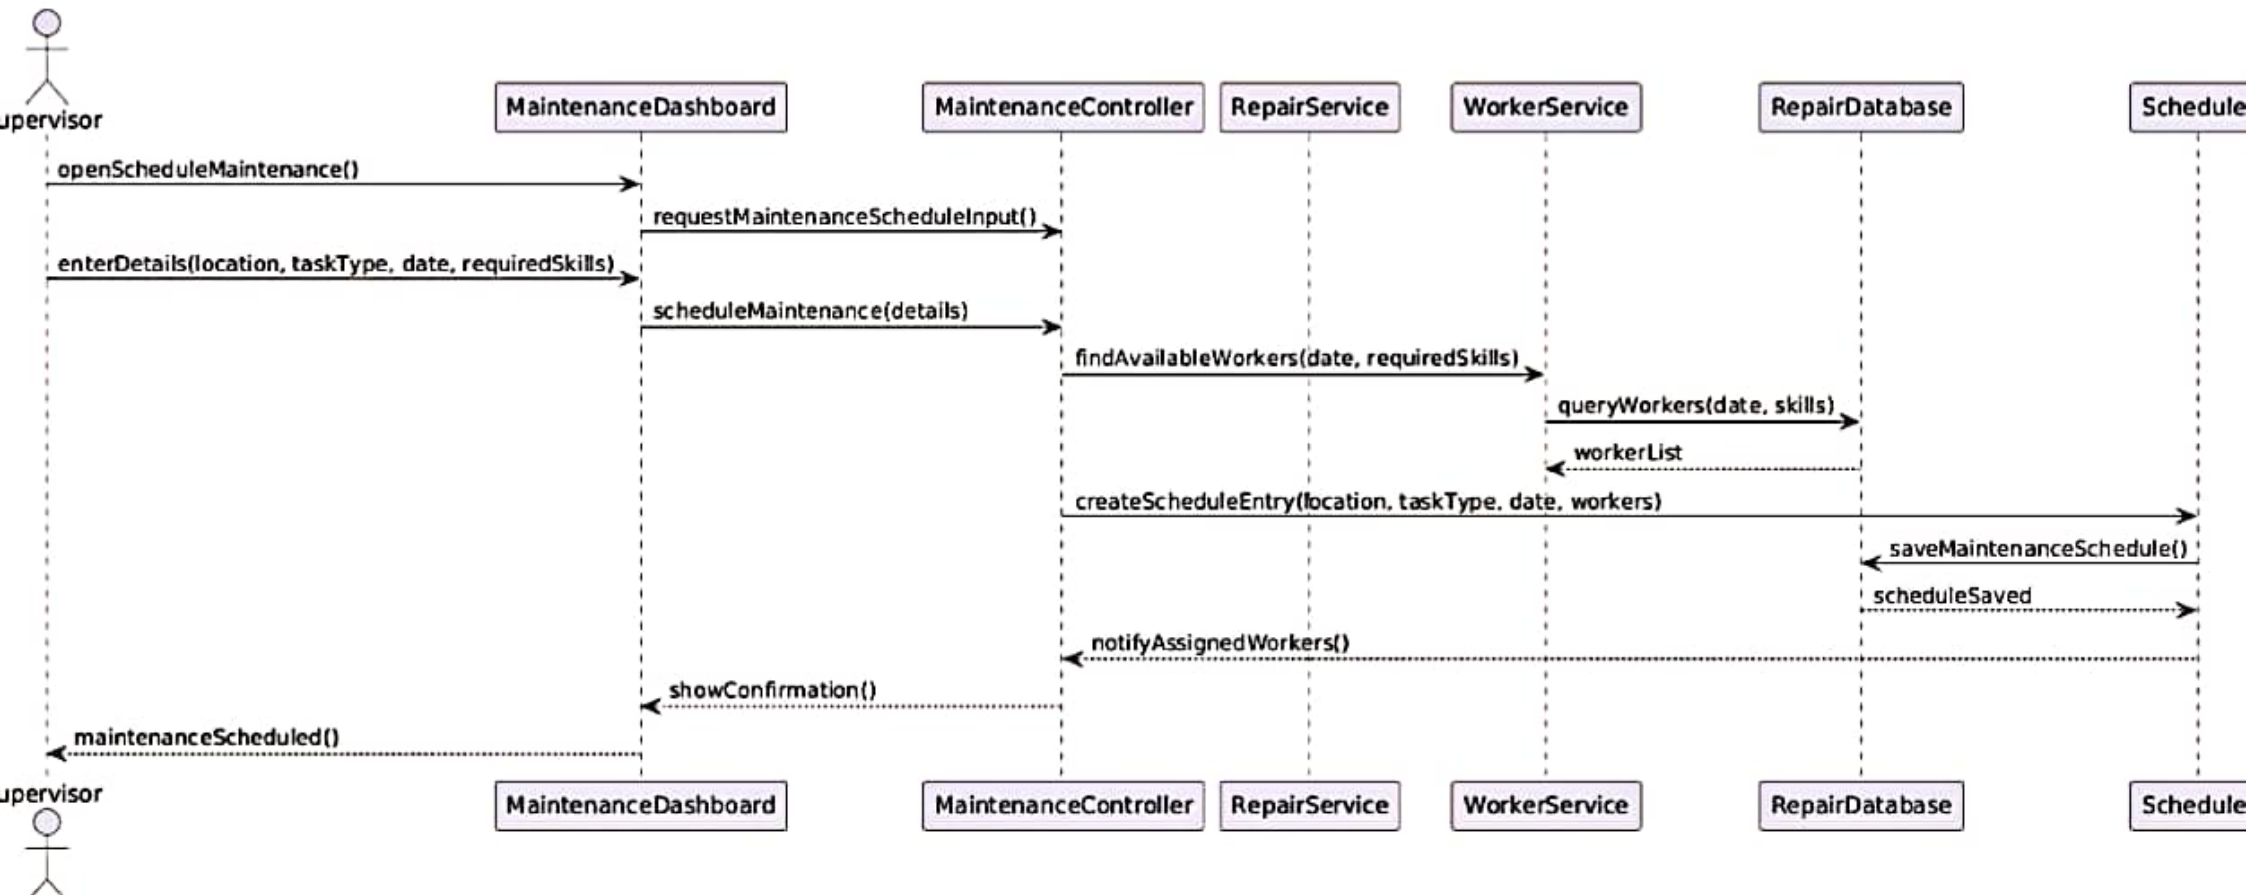 upervisor
MaintenanceDashboard
MaintenanceController
RepairService
WorkerService
RepairDatabase
Schedule
openScheduleMaintenance()
requestMaintenanceScheduleInput()
enterDetails(location, taskType, date, requiredSkills)
scheduleMaintenance(details)
findAvailableWorkers(date, requiredSkills)
queryWorkers(date, skills)
workerList
createScheduleEntry(location, taskType, date, workers)
saveMaintenanceSchedule()
scheduleSaved
notifyAssignedWorkers()
showConfirmation()
maintenanceScheduled()
upervisor
MaintenanceDashboard
MaintenanceController
RepairService
WorkerService
RepairDatabase
Schedule